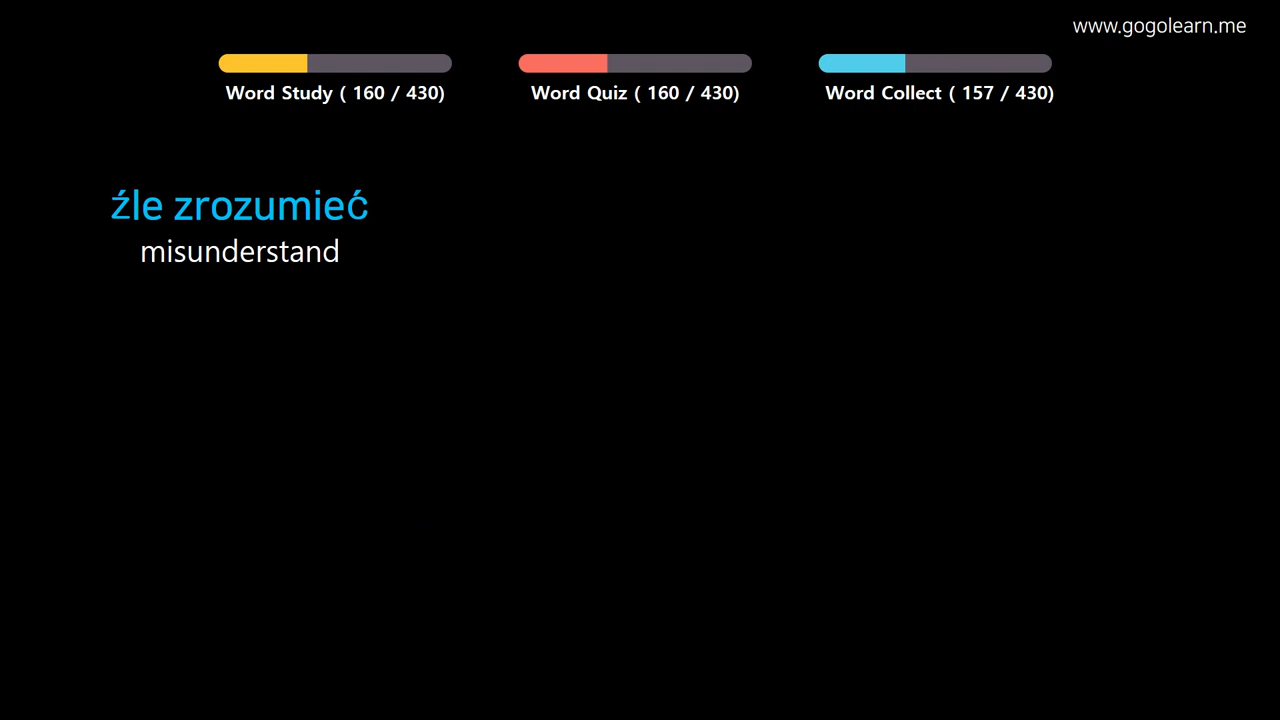 www.gogolearn.me
Word Study ( 160 / 430)
Word Quiz ( 160 / 430)
Word Collect ( 157 / 430)
źle zrozumieć
misunderstand